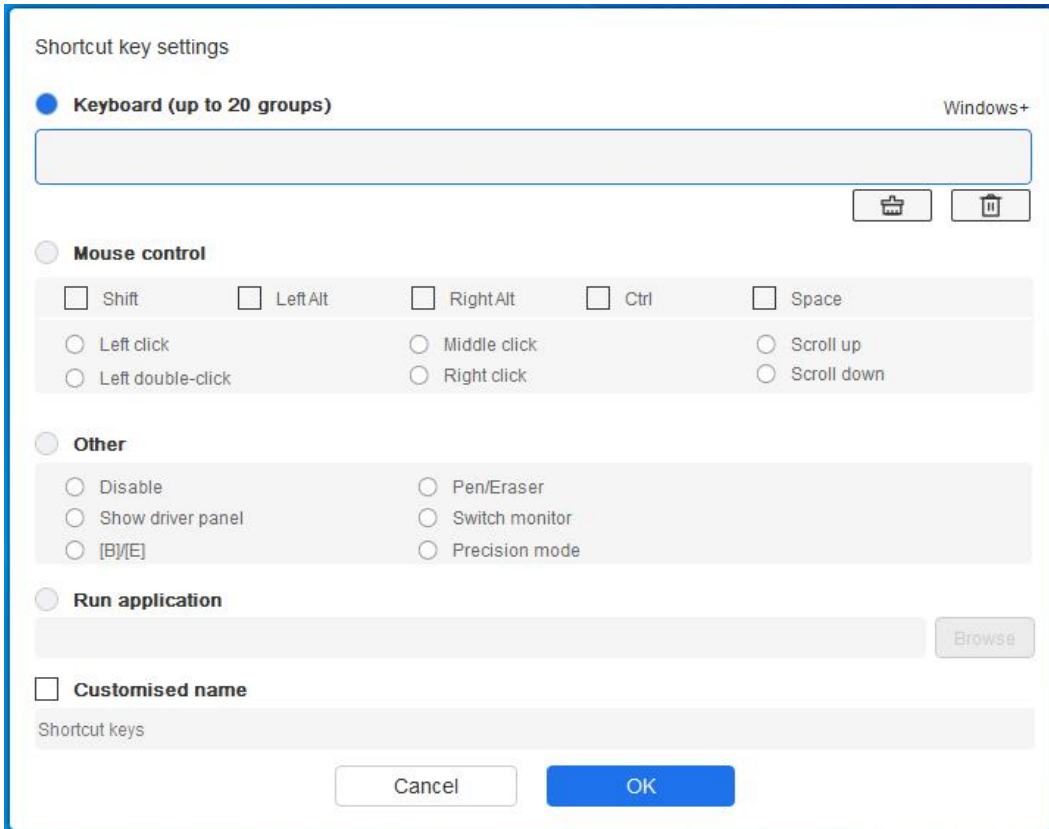 Shortcut key settings
Keyboard (up to 20 groups)
Windows+
Mouse control
Shift Left Alt Right Alt Ctrl Space
Left click Middle click Scroll up
Left double-click Right click Scroll down
Other
Disable Pen/Eraser
Show driver panel Switch monitor
[B]/[E] Precision mode
Run application
Browse
Customised name
Shortcut keys
Cancel OK